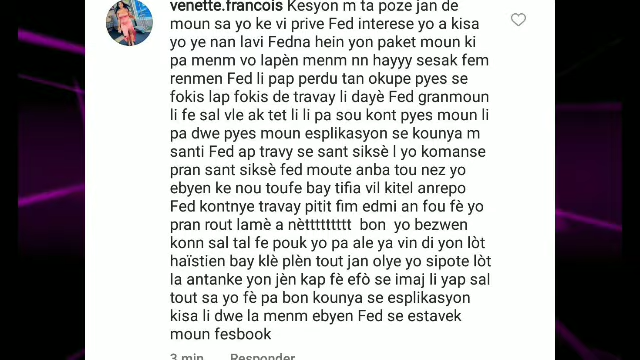 venette.francois Kesyon m ta poze jan de
moun sa yo ke vi prive Fed interese yo a kisa
yo ye nan lavi Fedna hein yon paket moun ki
pa menm vo lapèn menm nn hayyy sesak fem
renmen Fed li pap perdu tan okupe pyes se
fokis lap fokis de travay li dayè Fed granmoun
li fe sal vle ak tet li li pa sou kont pyes moun li
pa dwe pyes moun esplikasyon se kounya m
santi Fed ap travy se sant siksè l yo komanse
pran sant siksè fed moute anba tou nez yo
ebyen ke nou toufe bay tifia vil kitel anrepo
Fed kontnye travay pitit fim edmi an fou fè yo
pran rout lamè a nèttttttttt bon yo bezwen
konn sal tal fe pouk yo pa ale ya vin di yon lòt
haïstien bay klè plèn tout jan olye yo sipote lòt
la antanke yon jèn kap fè efò se imaj li yap sal
tout sa yo fè pa bon kounya se esplikasyon
kisa li dwe la menm ebyen Fed se estavek
moun fesbook
3 min Responder